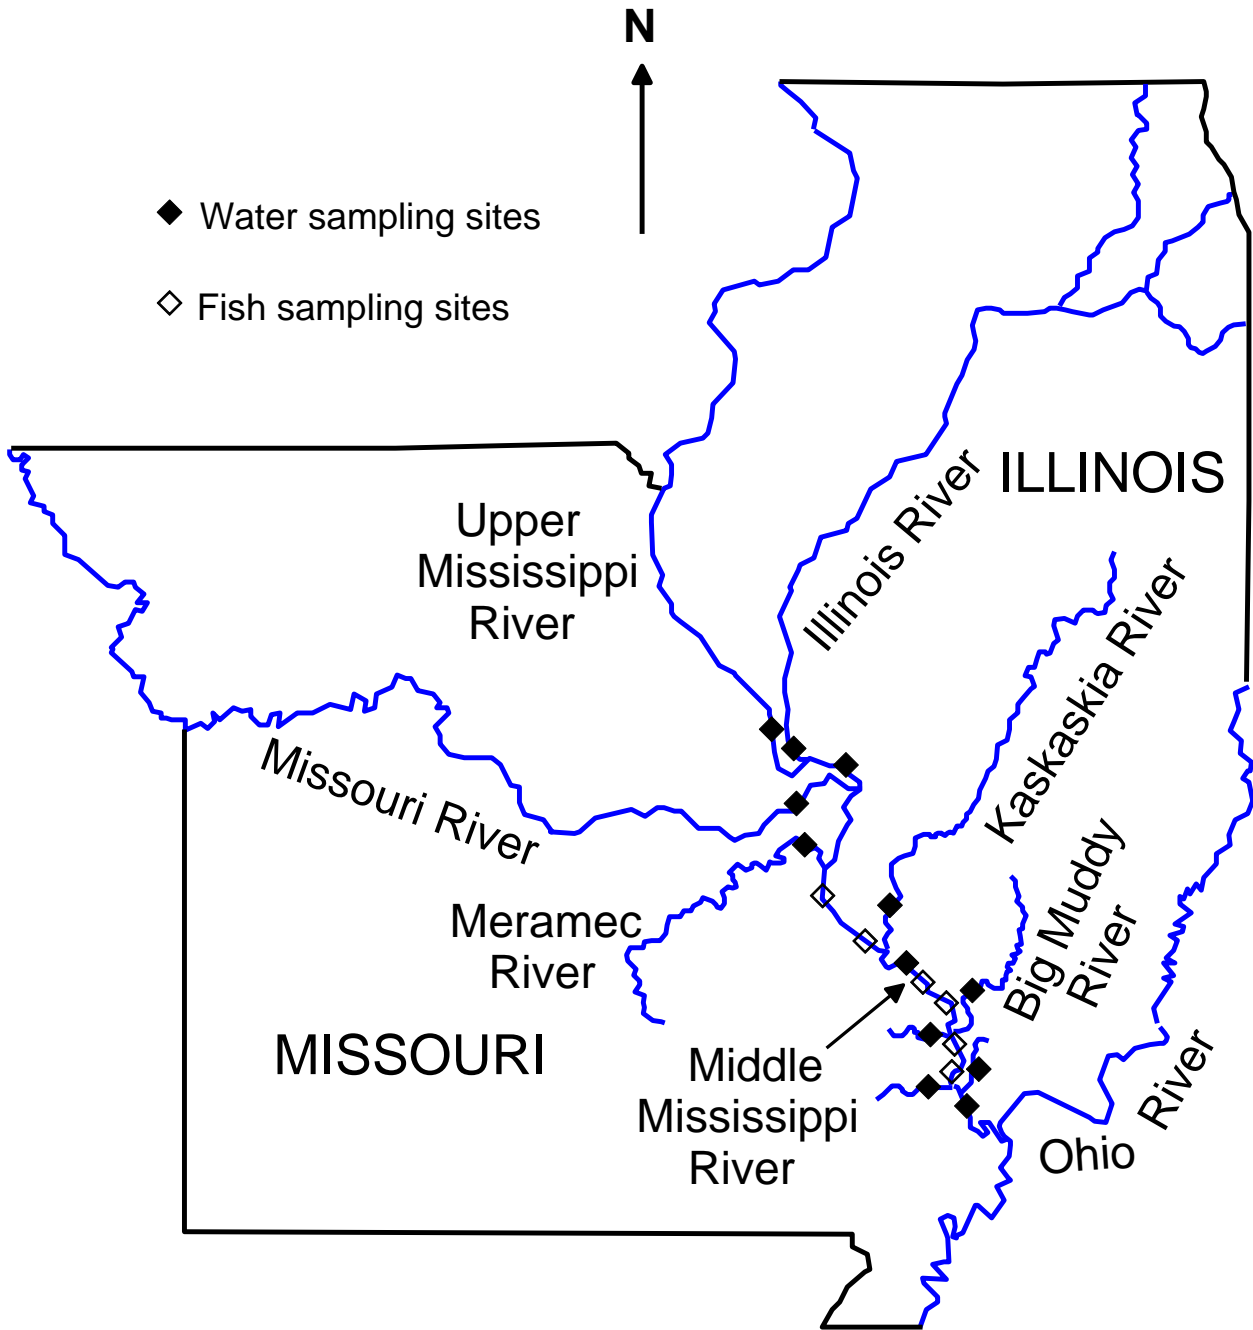 N
Water sampling sites
Fish sampling sites
ILLINOIS
Illinois River
Upper
Mississippi
River
Kaskaskia River
Missouri River
Big Muddy
River
Meramec
River
MISSOURI
Middle
Mississippi
River
Ohio
River